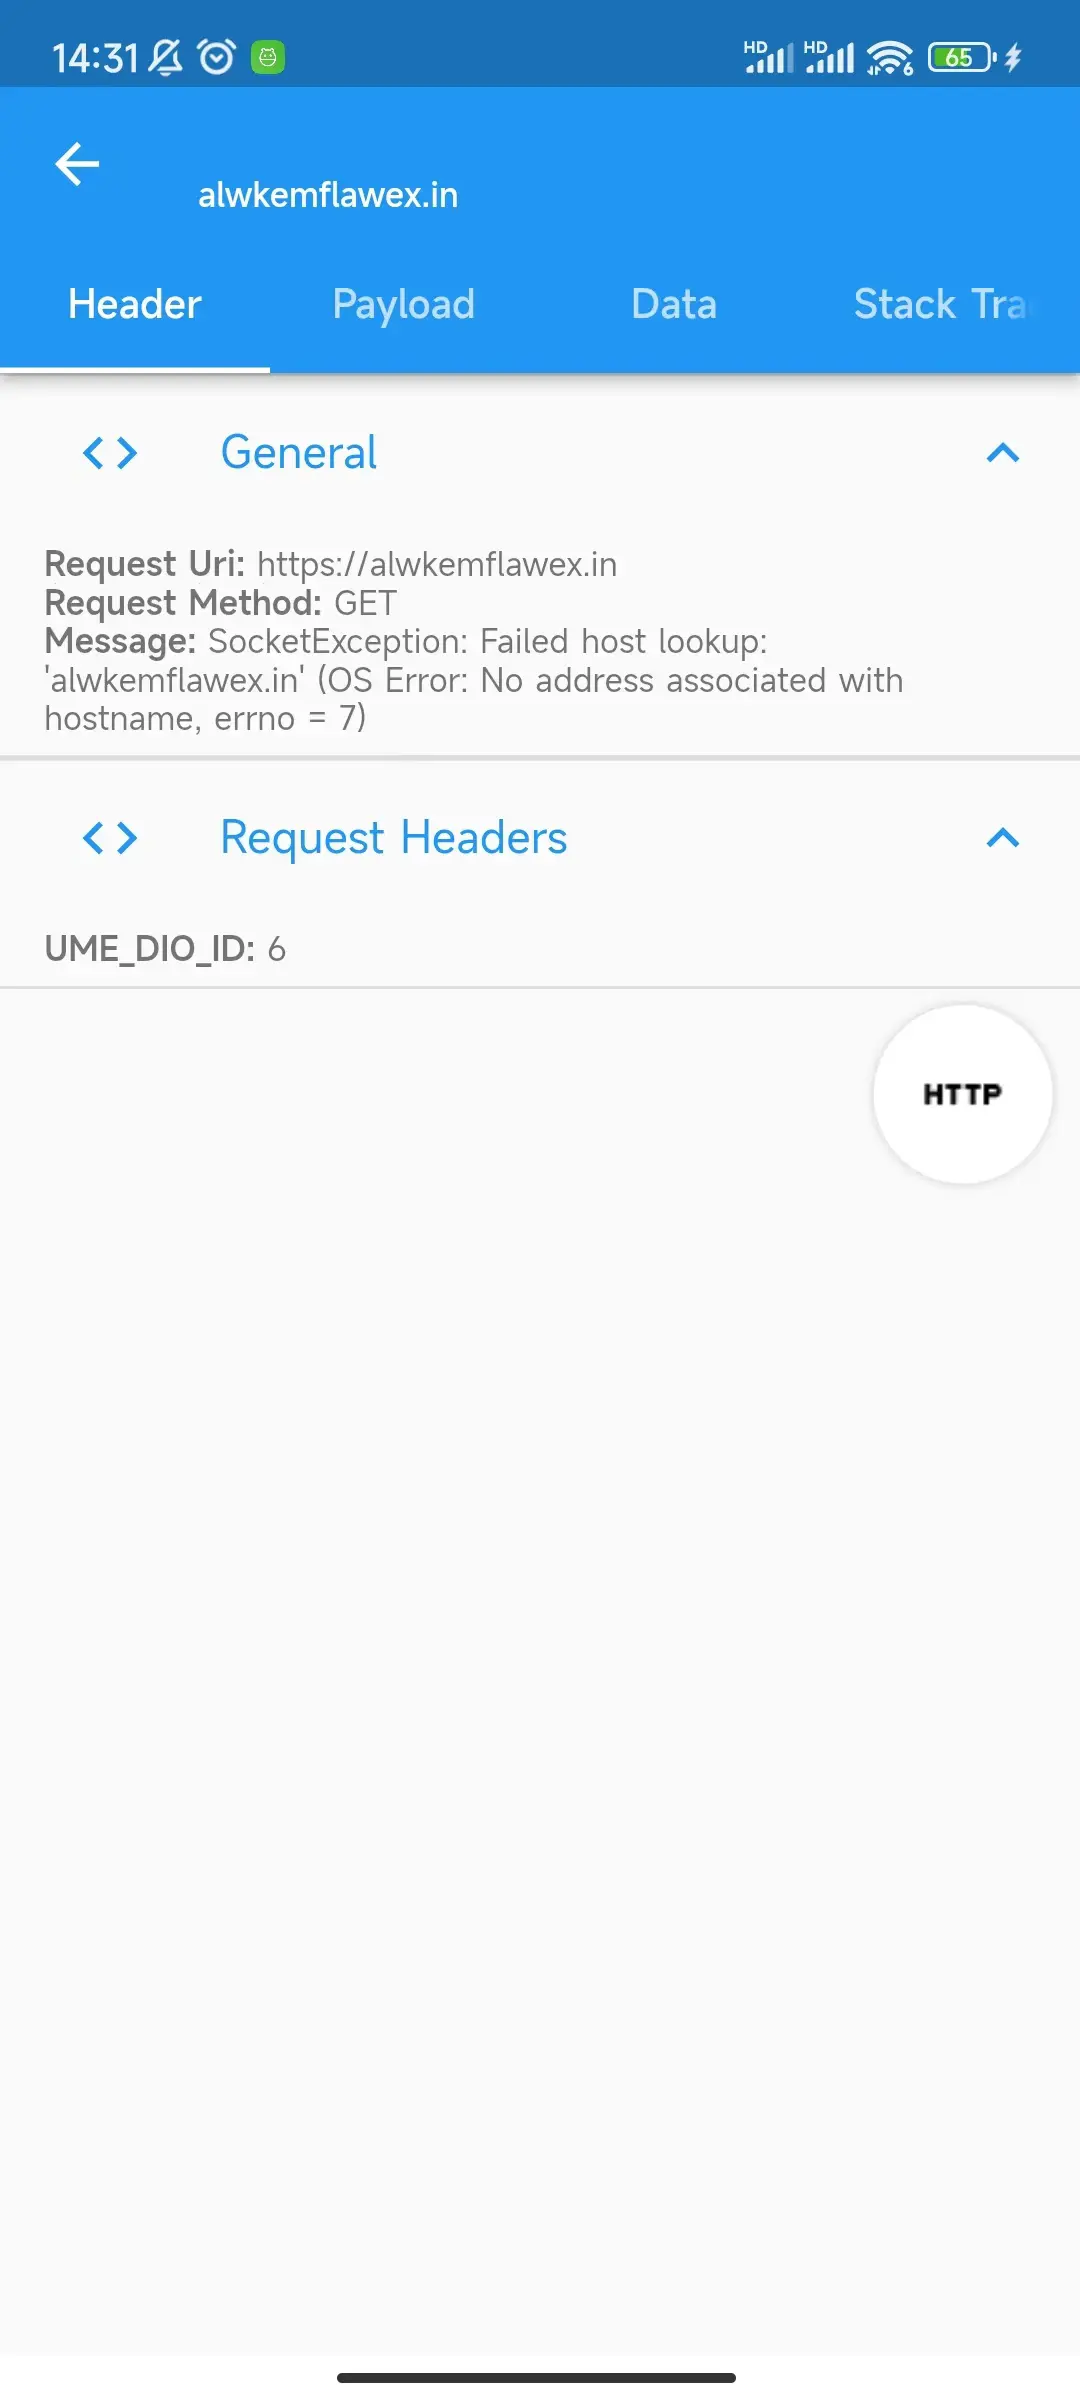 14:31
HD HD 6 65
alwkemflawex.in
Header Payload Data Stack Tra
General
Request Uri: https://alwkemflawex.in
Request Method: GET
Message: SocketException: Failed host lookup:
'alwkemflawex.in' (OS Error: No address associated with
hostname, errno = 7)
Request Headers
UME_DIO_ID: 6
HTTP